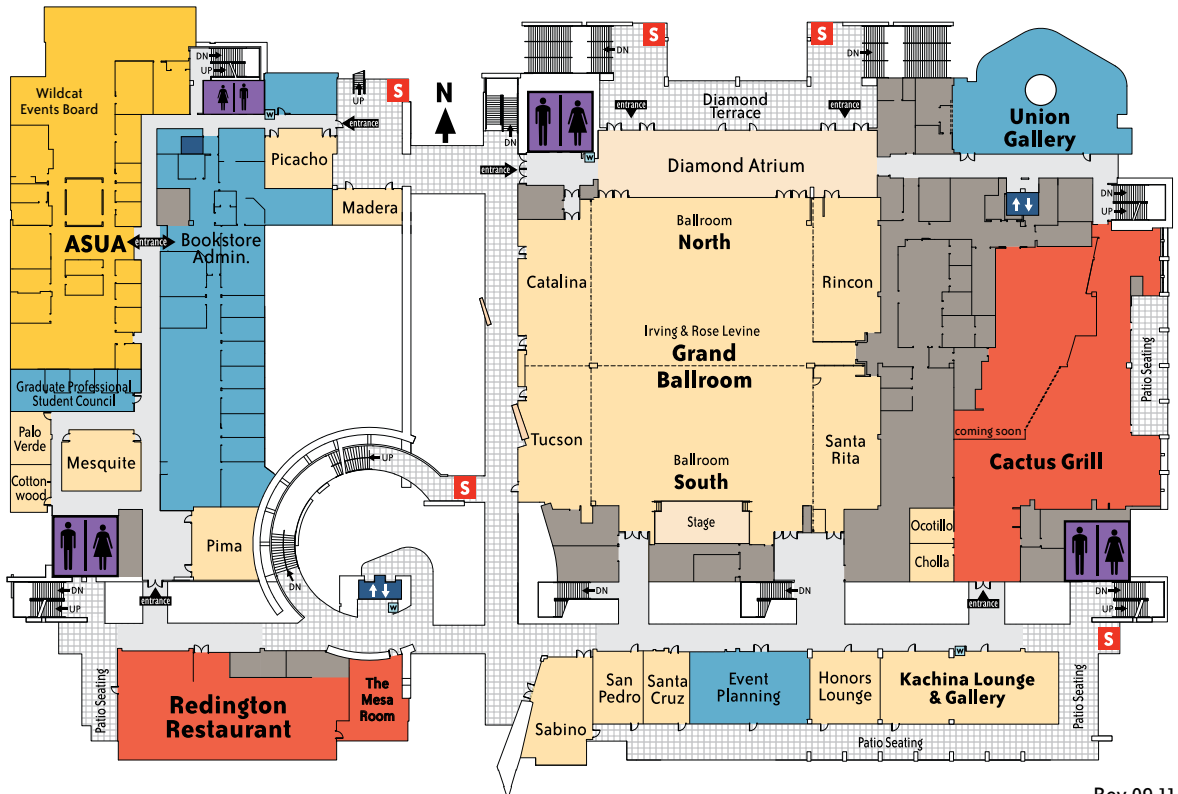 S
S
DN
DN
DN
UP
Wildcat
Events Board
UP
S
N
DN
Diamond
Terrace
entrance
entrance
Union
Gallery
W
entrance
Picacho
entrance
W
Diamond Atrium
Madera
DN
UP
ASUA
entrance
Bookstore
Admin.
Ballroom
North
Catalina
Rincon
Irving & Rose Levine
Grand
Ballroom
Patio Seating
Graduate Professional
Student Council
Palo
Verde
Mesquite
Cotton-
wood
UP
S
Tucson
Santa
Rita
coming soon
Cactus Grill
Ballroom
South
Stage
Pima
Ocotillo
Cholla
DN
UP
entrance
DN
W
DN
DN
entrance
DN
UP
S
W
Patio Seating
Redington
Restaurant
The
Mesa
Room
Sabino
San
Pedro
Santa
Cruz
Event
Planning
Honors
Lounge
Kachina Lounge
& Gallery
Patio Seating
Patio Seating